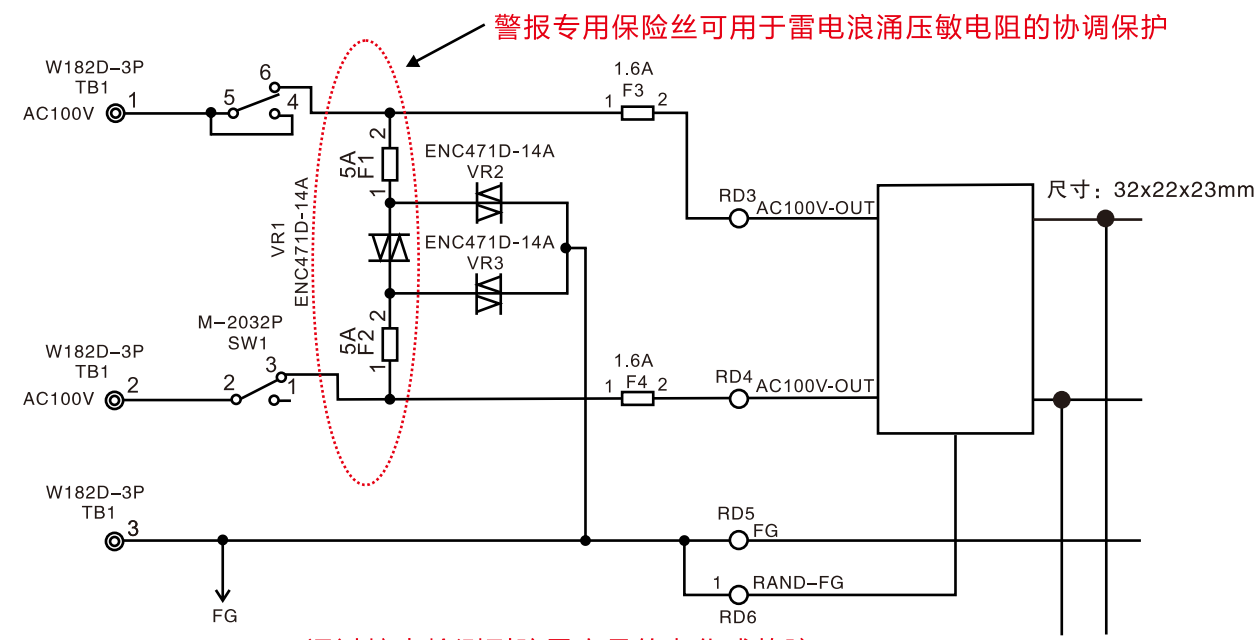 警报专用保险丝可用于雷电浪涌压敏电阻的协调保护
W182D-3P
TB1
AC100V
1
5
6
4
1.6A
F3
1
2
2
5A
F1
1
ENC471D-14A
VR2
VR1
ENC471D-14A
ENC471D-14A
VR3
RD3
AC100V-OUT
尺寸：32x22x23mm
2
5A
F2
1
M-2032P
SW1
W182D-3P
TB1
AC100V
2
2
3
1
1.6A
F4
1
2
RD4
AC100V-OUT
W182D-3P
TB1
3
FG
RD5
FG
1
RAND-FG
RD6